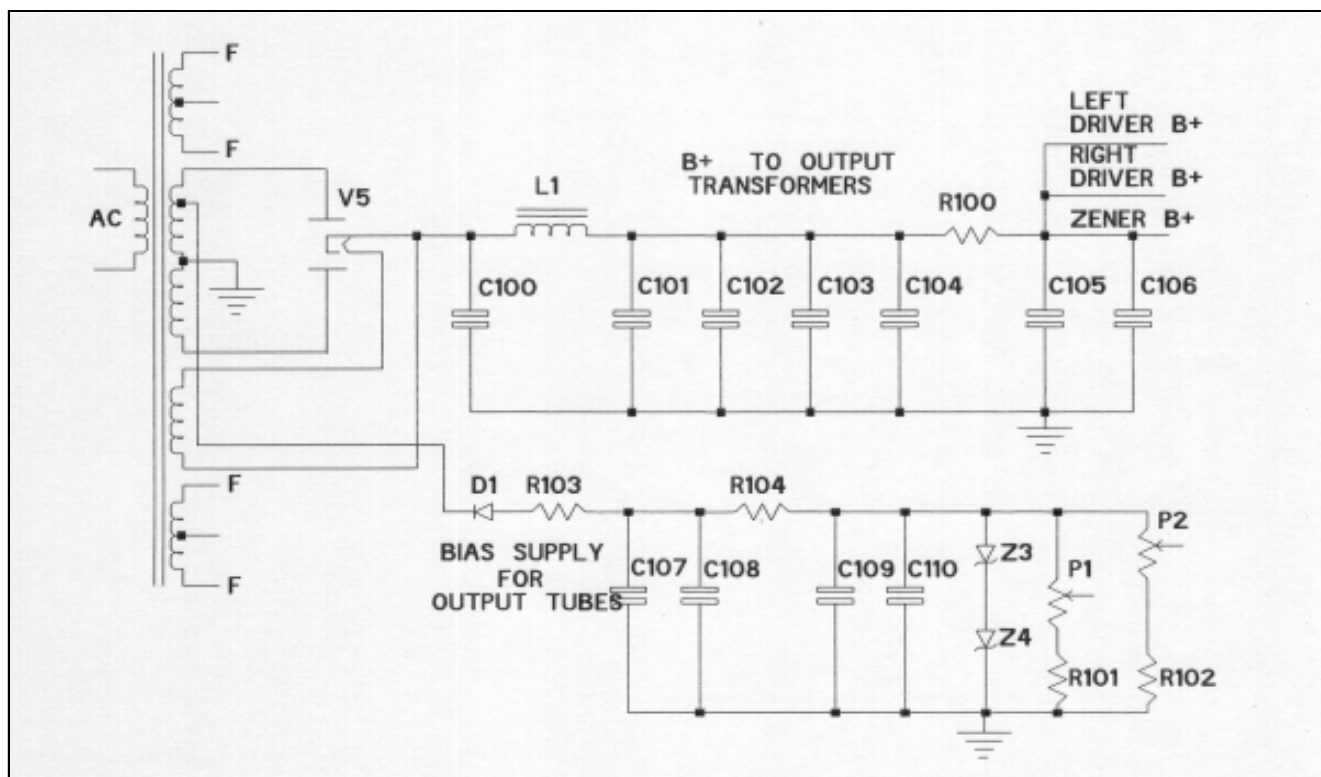 F
F
AC
V5
L1
B+ TO OUTPUT
TRANSFORMERS
R100
LEFT
DRIVER B+
RIGHT
DRIVER B+
ZENER B+
C100
C101
C102
C103
C104
C105
C106
F
F
D1
R103
R104
BIAS SUPPLY
FOR
OUTPUT TUBES
C107
C108
C109
C110
Z3
Z4
P1
P2
R101
R102